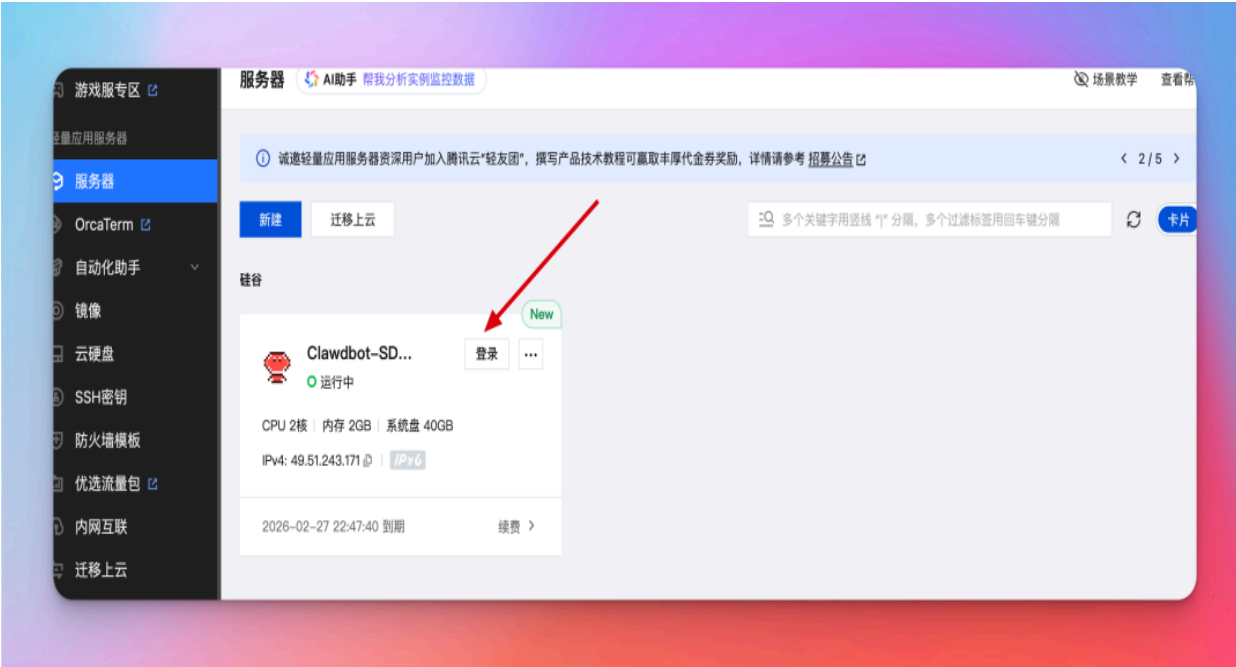 游戏服专区
服务器
AI助手 帮我分析实例监控数据
场景教学
查看帮
轻量应用服务器
诚邀轻量应用服务器资深用户加入腾讯云“轻友团”，撰写产品技术教程可赢取丰厚代金券奖励，详情请参考 招募公告
< 2/5 >
服务器
新建
迁移上云
多个关键字用竖线 "|" 分隔，多个过滤标签用回车键分隔
卡片
OrcaTerm
自动化助手
镜像
云硬盘
SSH密钥
防火墙模板
优选流量包
内网互联
迁移上云
硅谷
New
Clawdbot-SD...
登录
...
运行中
CPU 2核 | 内存 2GB | 系统盘 40GB
IPv4: 49.51.243.171 | IPv6
2026-02-27 22:47:40 到期
续费 >